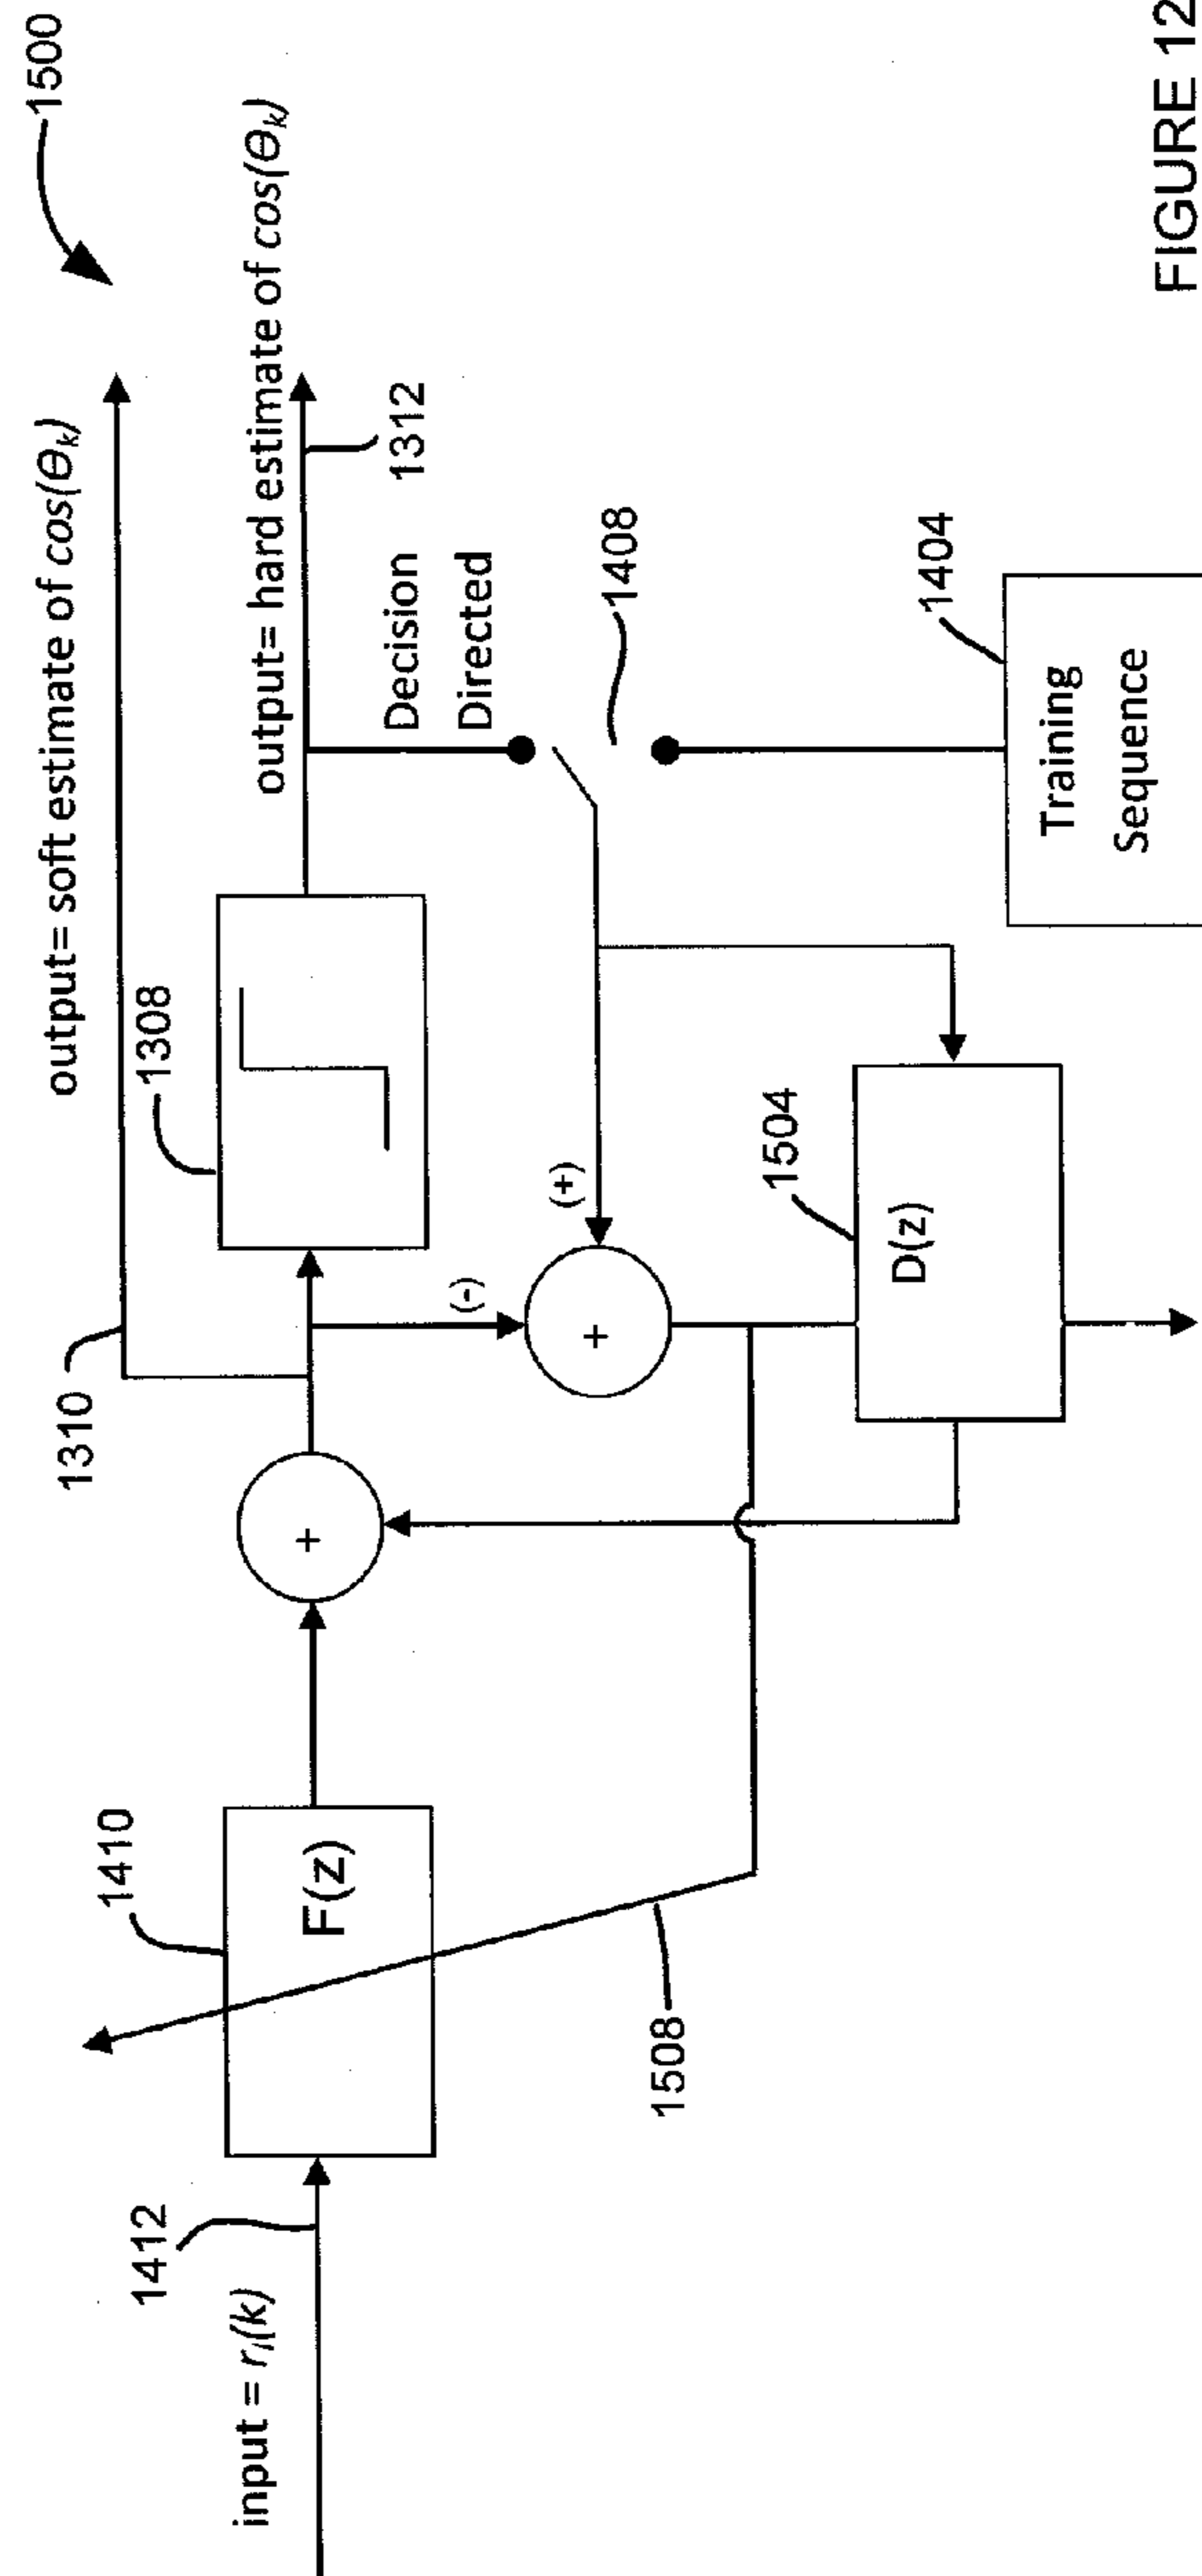 1500
output= soft estimate of cos(Θk)
1310
1308
output= hard estimate of cos(Θk)
1312
Decision
Directed
1408
1404
Training
Sequence
1410
F(z)
+
(-)
(+)
+
1504
D(z)
1412
input = ri(k)
1508
FIGURE 12